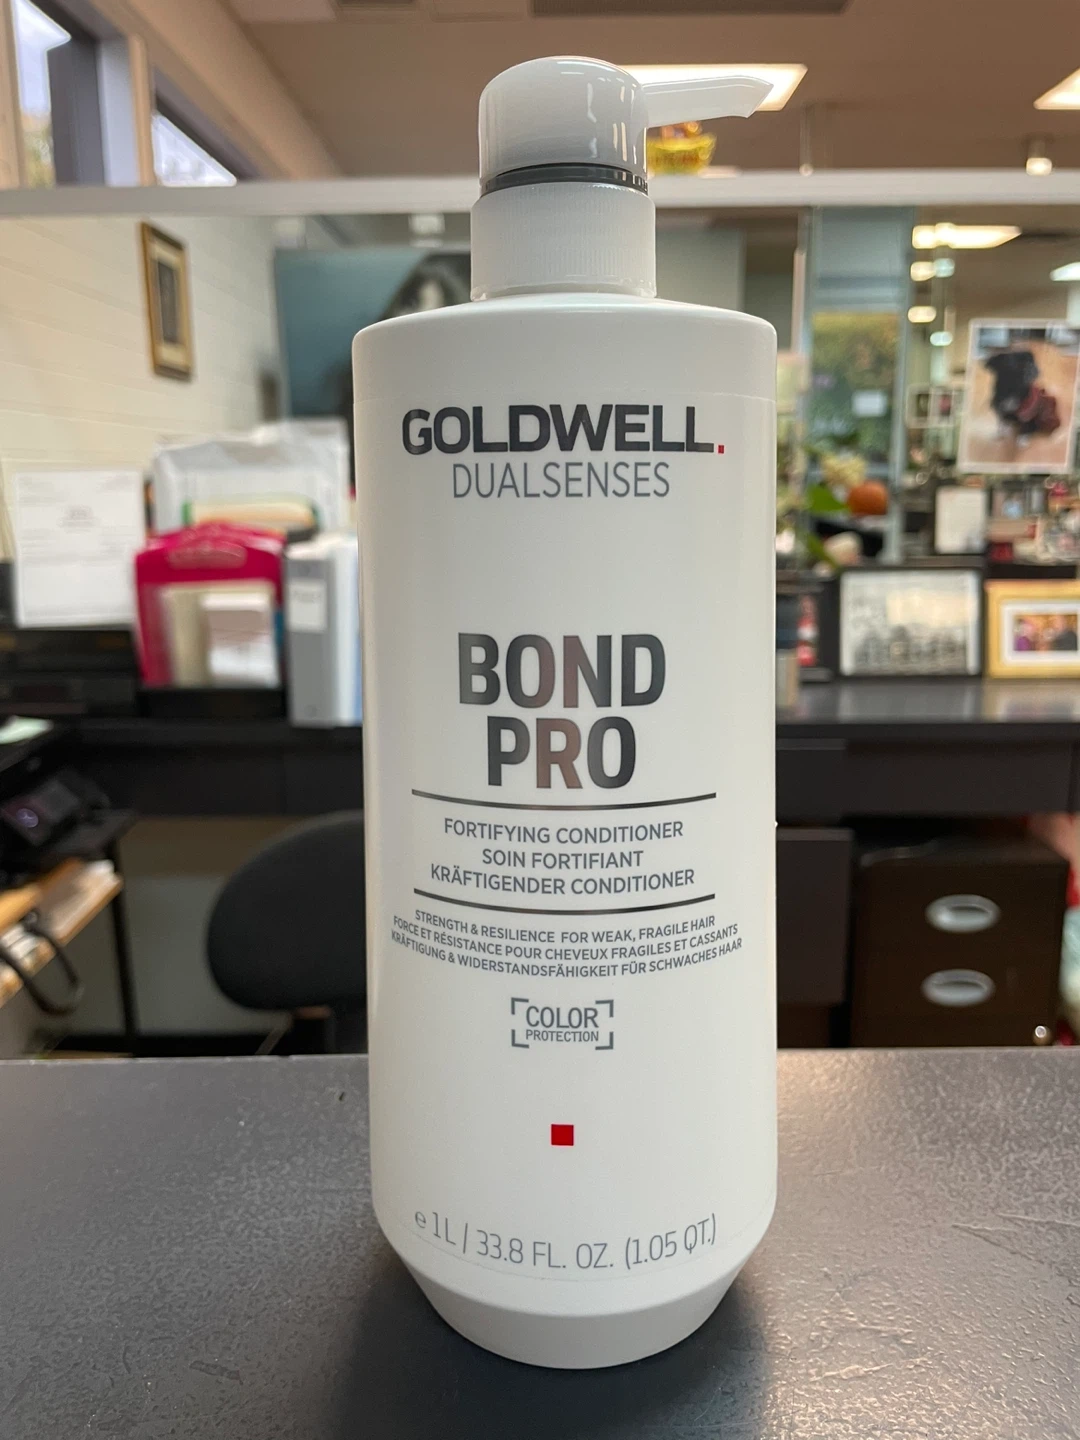 GOLDWELL.
DUALSENSES
BOND
PRO
FORTIFYING CONDITIONER
SOIN FORTIFIANT
KRÄFTIGENDER CONDITIONER
STRENGTH & RESILIENCE FOR WEAK, FRAGILE HAIR
FORCE ET RÉSISTANCE POUR CHEVEUX FRAGILES ET CASSANTS
KRÄFTIGUNG & WIDERSTANDSFÄHIGKEIT FÜR SCHWACHES HAAR
COLOR
PROTECTION
e 1L / 33.8 FL. OZ. (1.05 QT.)